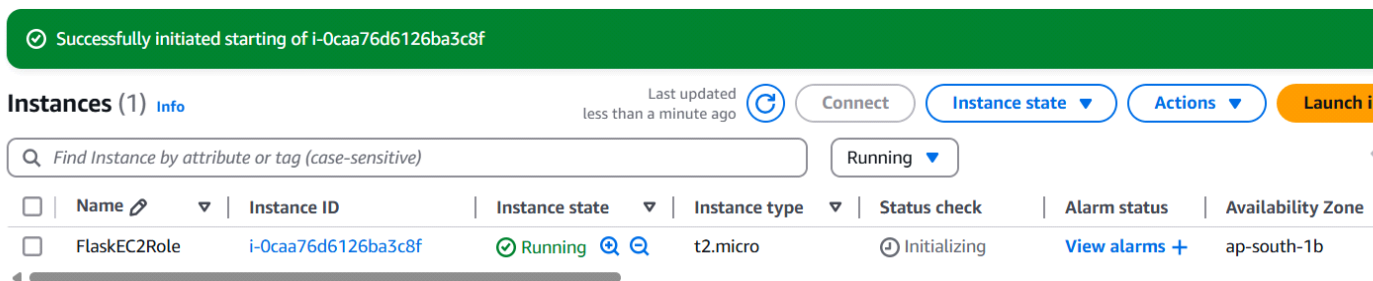 Successfully initiated starting of i-0caa76d6126ba3c8f
Last updated
Instances (1) Info
less than a minute ago
Connect
Instance state
Actions
Launch i
Find Instance by attribute or tag (case-sensitive)
Running
Name Instance ID Instance state Instance type Status check Alarm status Availability Zone
FlaskEC2Role i-0caa76d6126ba3c8f Running t2.micro Initializing View alarms + ap-south-1b